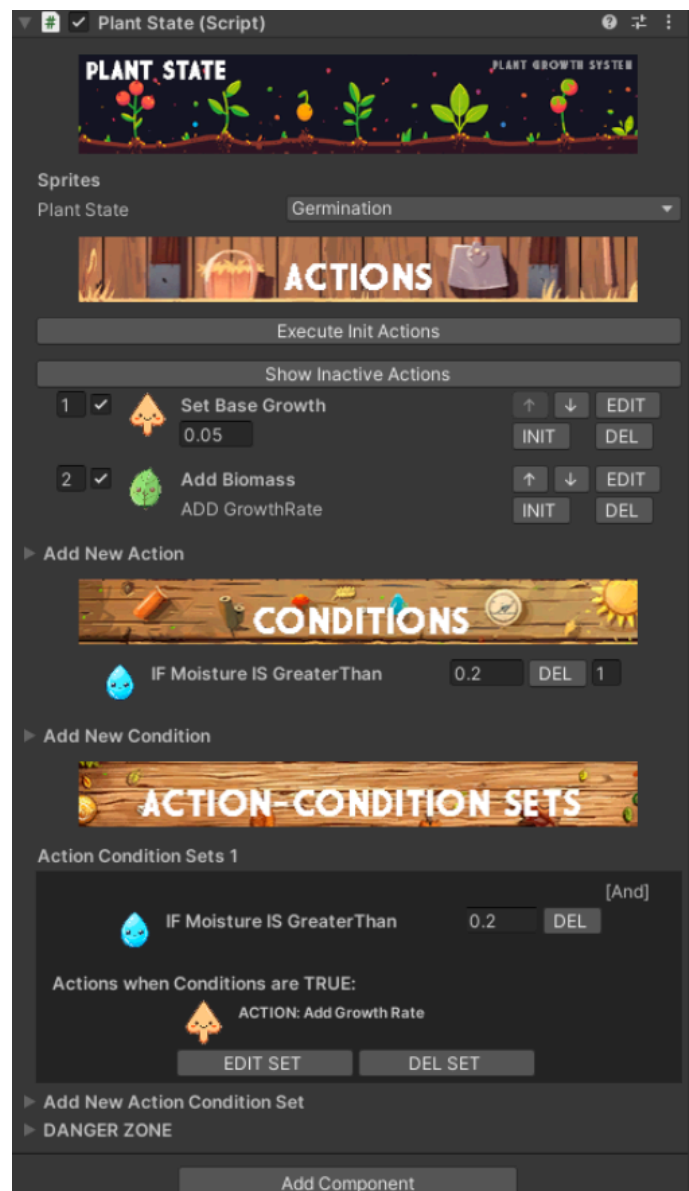 # Plant State (Script)
PLANT STATE PLANT GROWTH SYSTEM
Sprites
Plant State Germination
ACTIONS
Execute Init Actions
Show Inactive Actions
1 Set Base Growth ↑ ↓ EDIT
0.05 INIT DEL
2 Add Biomass ↑ ↓ EDIT
ADD GrowthRate INIT DEL
Add New Action
CONDITIONS
IF Moisture IS GreaterThan 0.2 DEL 1
Add New Condition
ACTION-CONDITION SETS
Action Condition Sets 1
[And]
IF Moisture IS GreaterThan 0.2 DEL
Actions when Conditions are TRUE:
ACTION: Add Growth Rate
EDIT SET DEL SET
Add New Action Condition Set
DANGER ZONE
Add Component